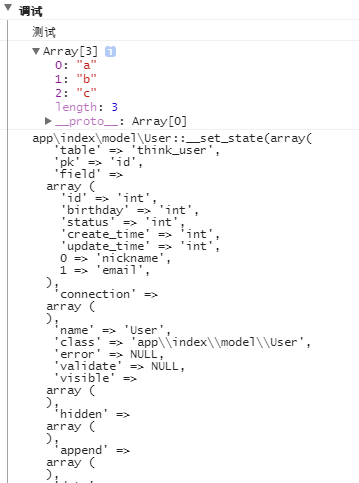 调试
测试
Array[3]
0: "a"
1: "b"
2: "c"
length: 3
__proto__: Array[0]
app\index\model\User::__set_state(array(
'table' => 'think_user',
'pk' => 'id',
'field' =>
array (
'id' => 'int',
'birthday' => 'int',
'status' => 'int',
'create_time' => 'int',
'update_time' => 'int',
0 => 'nickname',
1 => 'email',
),
'connection' =>
array (
),
'name' => 'User',
'class' => 'app\\index\\model\\User',
'error' => NULL,
'validate' => NULL,
'visible' =>
array (
),
'hidden' =>
array (
),
'append' =>
array (
),